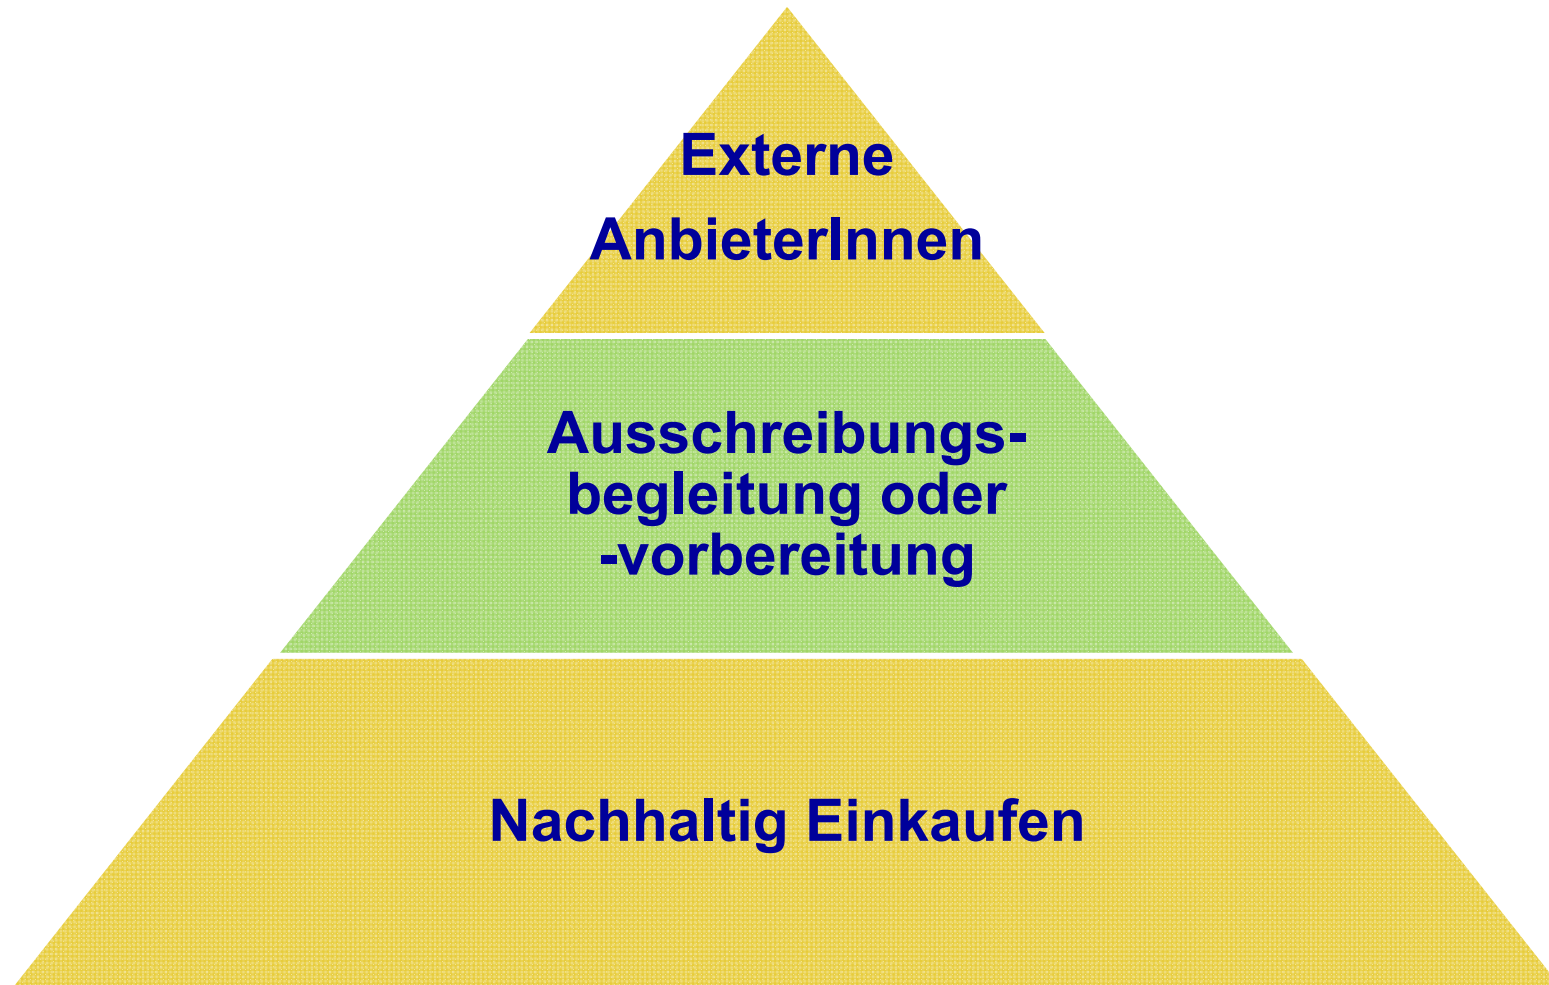 Externe
AnbieterInnen
Ausschreibungs-
begleitung oder
-vorbereitung
Nachhaltig Einkaufen